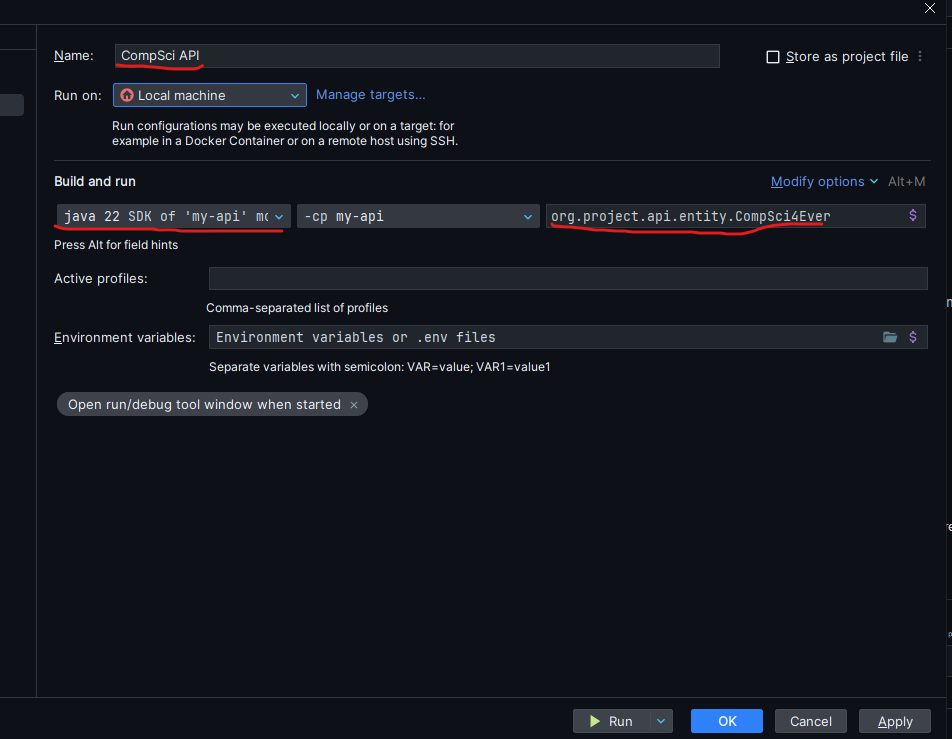 Name: CompSci API Store as project file
Run on: Local machine Manage targets...
Run configurations may be executed locally or on a target: for
example in a Docker Container or on a remote host using SSH.
Build and run Modify options Alt+M
java 22 SDK of 'my-api' mo -cp my-api org.project.api.entity.CompSci4Ever $
Press Alt for field hints
Active profiles:
Comma-separated list of profiles
Environment variables: Environment variables or .env files $
Separate variables with semicolon: VAR=value; VAR1=value1
Open run/debug tool window when started ×
Run OK Cancel Apply